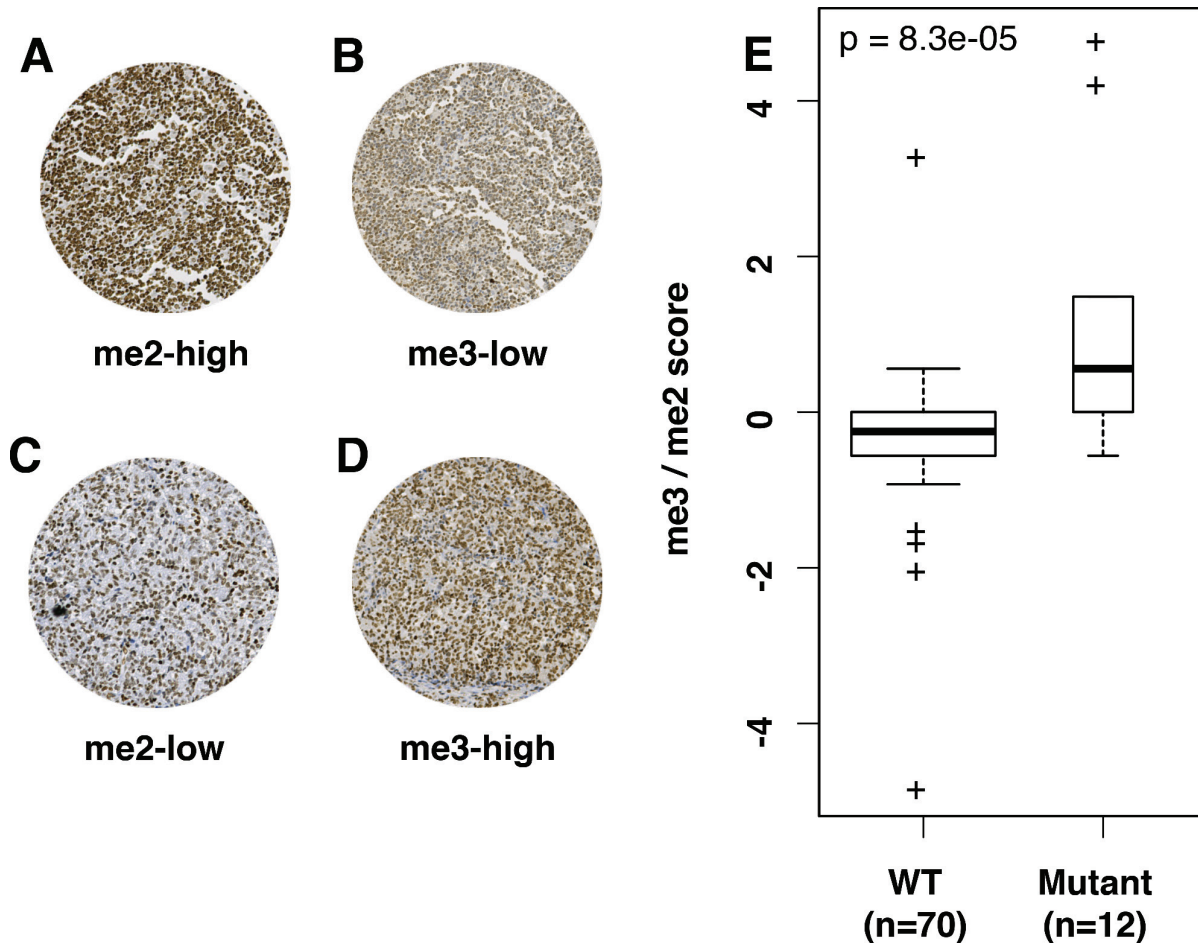 A
B
me2-high
me3-low
C
D
me2-low
me3-high
E
p = 8.3e-05
me3 / me2 score
4
2
0
-2
-4
WT
(n=70)
Mutant
(n=12)